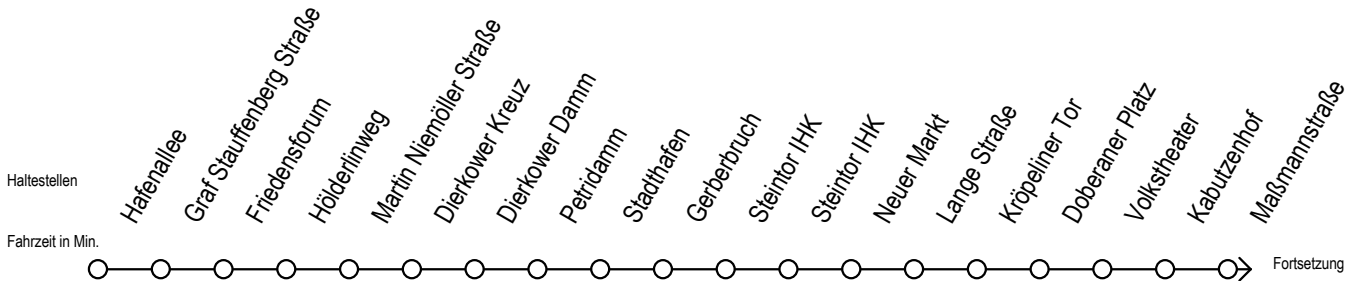 Haltestellen
Hafenallee
Graf Stauffenberg Straße
Friedensforum
Hölderlinweg
Martin Niemöller Straße
Dierkower Kreuz
Dierkower Damm
Petridamm
Stadthafen
Gerberbruch
Steintor IHK
Steintor IHK
Neuer Markt
Lange Straße
Kröpeliner Tor
Doberaner Platz
Volkstheater
Kabutzenhof
Maßmannstraße
Fahrzeit in Min.
Fortsetzung